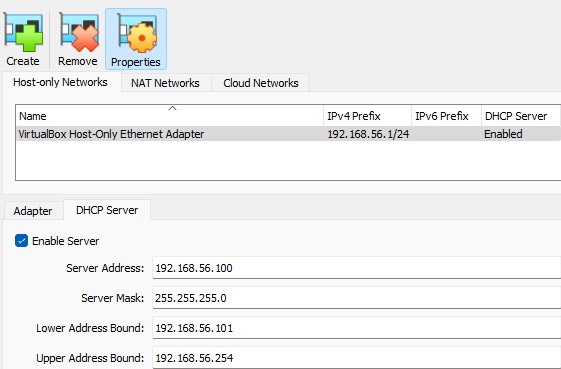 Create Remove Properties
Host-only Networks NAT Networks Cloud Networks
Name IPv4 Prefix IPv6 Prefix DHCP Server
VirtualBox Host-Only Ethernet Adapter 192.168.56.1/24 Enabled
Adapter DHCP Server
Enable Server
Server Address: 192.168.56.100
Server Mask: 255.255.255.0
Lower Address Bound: 192.168.56.101
Upper Address Bound: 192.168.56.254